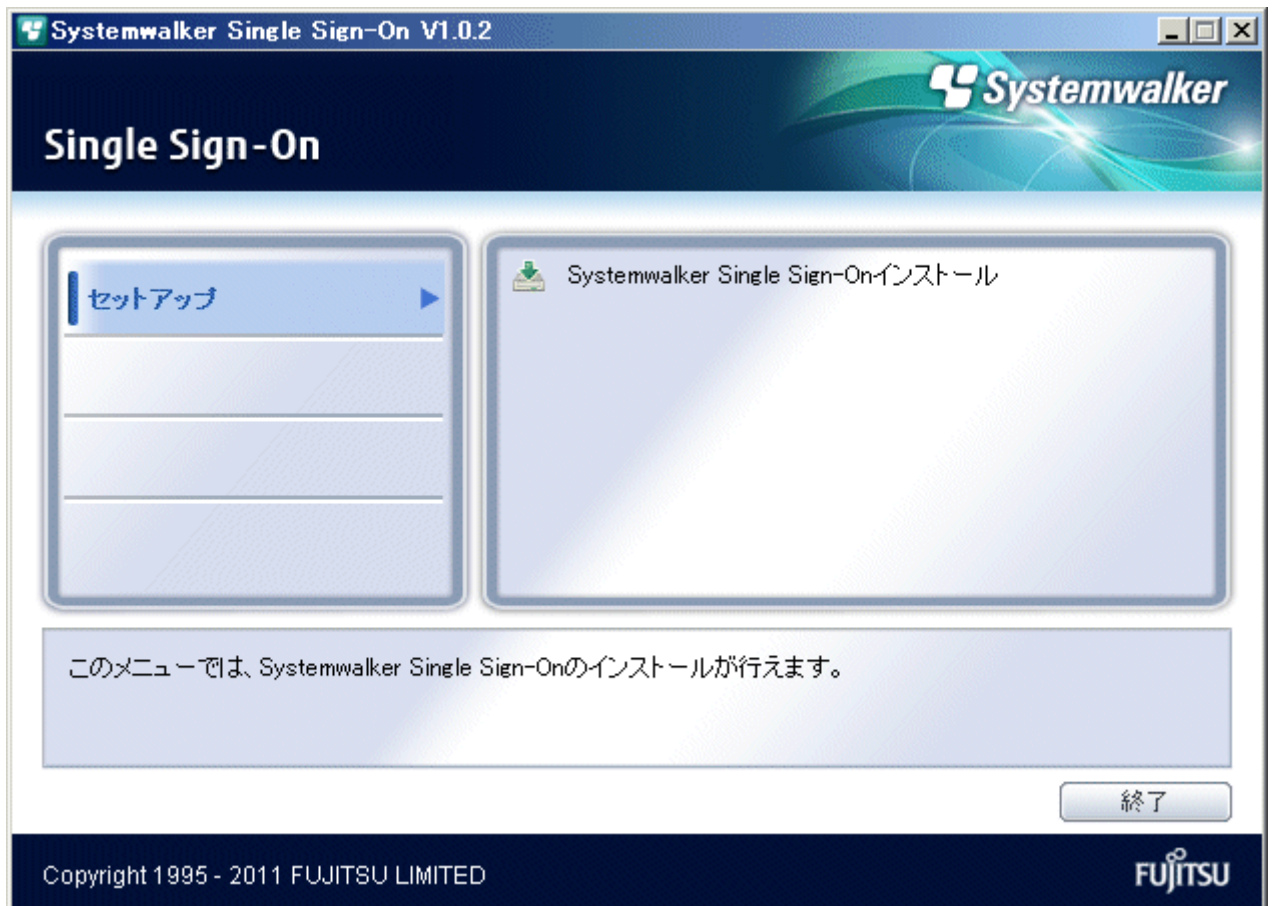 Systemwalker Single Sign-On V1.0.2
Systemwalker
Single Sign-On
セットアップ
Systemwalker Single Sign-Onインストール
このメニューでは、Systemwalker Single Sign-Onのインストールが行えます。
終了
Copyright 1995 - 2011 FUJITSU LIMITED
FUJITSU